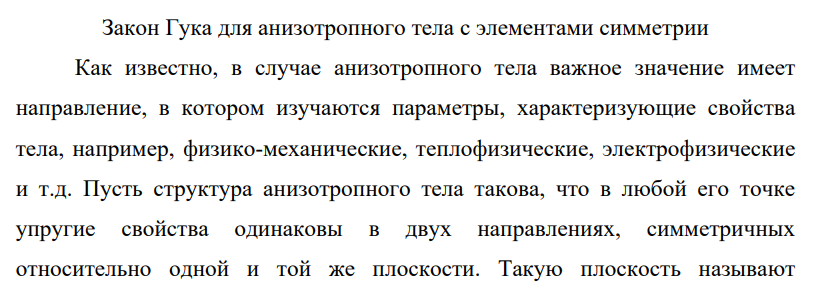 Закон Гука для анизотропного тела с элементами симметрии
Как известно, в случае анизотропного тела важное значение имеет
направление, в котором изучаются параметры, характеризующие свойства
тела, например, физико-механические, теплофизические, электрофизические
и т.д. Пусть структура анизотропного тела такова, что в любой его точке
упругие свойства одинаковы в двух направлениях, симметричных
относительно одной и той же плоскости. Такую плоскость называют